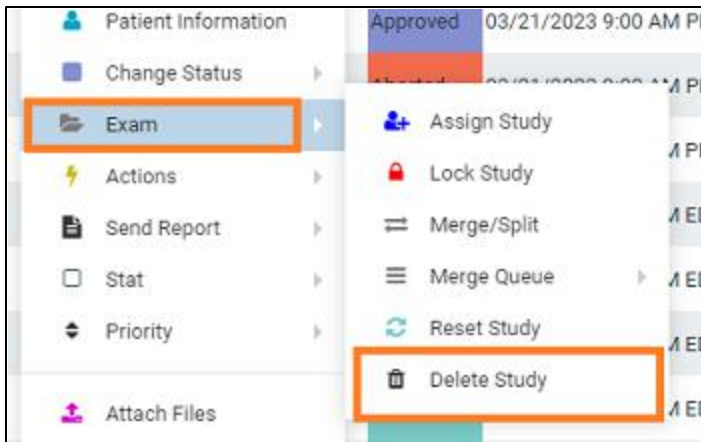 Patient Information
Approved 03/21/2023 9:00 AM
Change Status
Exam
Assign Study
Actions
Lock Study
Send Report
Merge/Split
Stat
Merge Queue
Priority
Reset Study
Delete Study
Attach Files